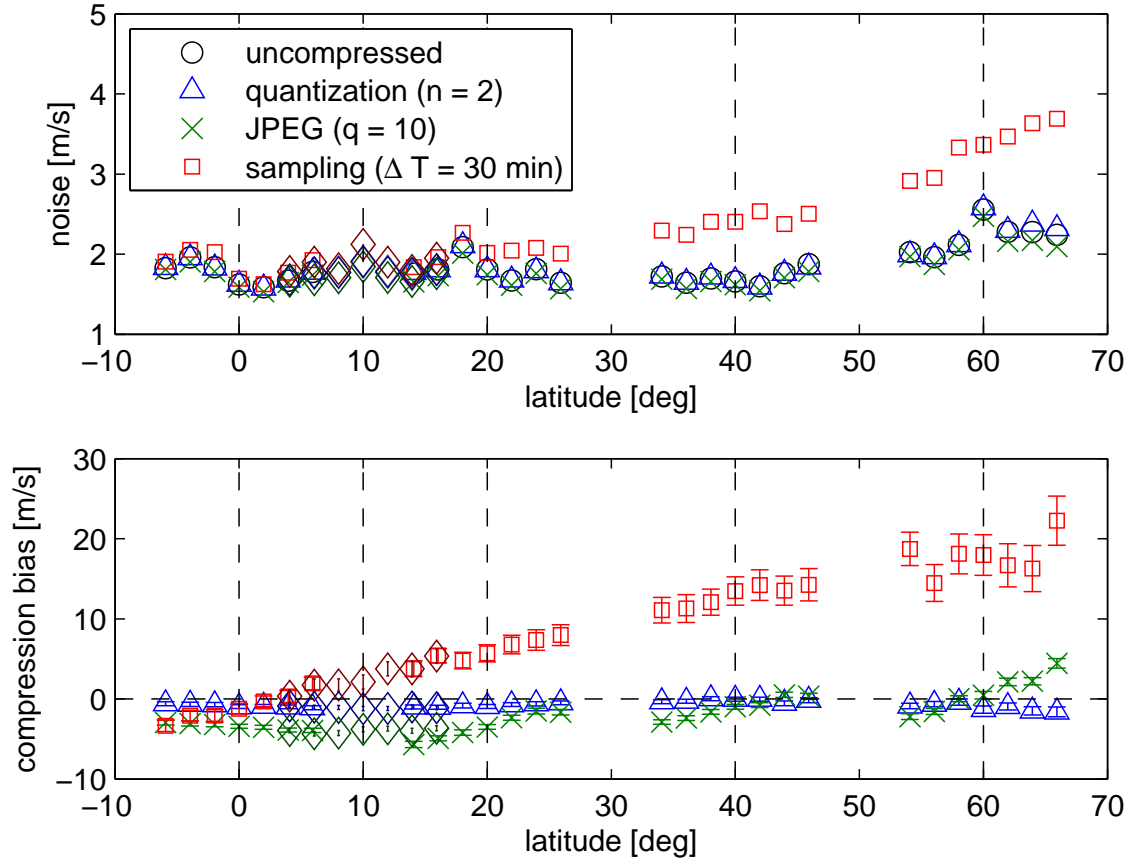 5
4
3
2
1
noise [m/s]
uncompressed
quantization (n = 2)
JPEG (q = 10)
sampling (Δ T = 30 min)
−10 0 10 20 30 40 50 60 70
latitude [deg]
30
20
10
0
−10
compression bias [m/s]
−10 0 10 20 30 40 50 60 70
latitude [deg]